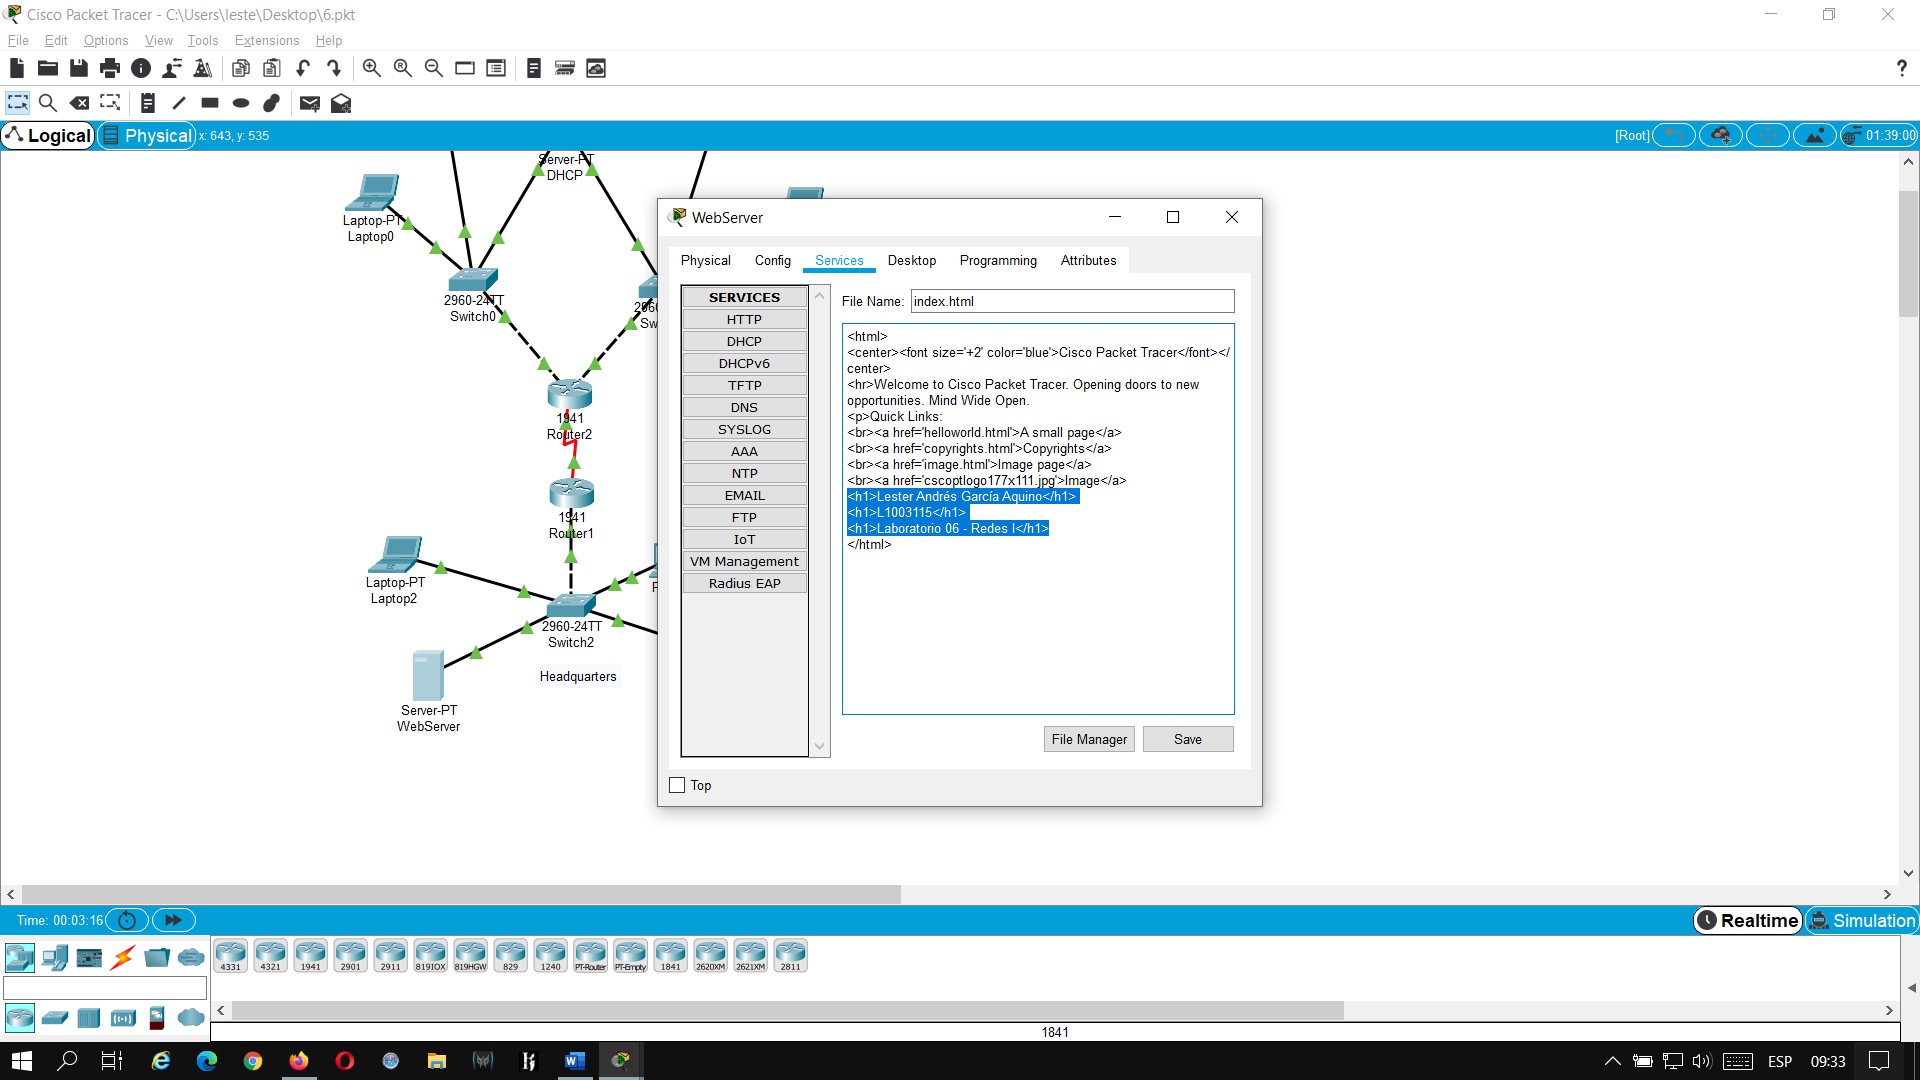 Cisco Packet Tracer - C:\Users\leste\Desktop\6.pkt
File Edit Options View Tools Extensions Help
Logical Physical x: 643, y: 535 [Root] 01:39:00
Server-PT
DHCP
Laptop-PT
Laptop0
2960-24TT
Switch0
1941
Router2
1941
Router1
Laptop-PT
Laptop2
2960-24TT
Switch2
Headquarters
Server-PT
WebServer
WebServer
Physical Config Services Desktop Programming Attributes
SERVICES
HTTP
DHCP
DHCPv6
TFTP
DNS
SYSLOG
AAA
NTP
EMAIL
FTP
IoT
VM Management
Radius EAP
File Name: index.html
<html>
<center><font size='+2' color='blue'>Cisco Packet Tracer</font></
center>
<hr>Welcome to Cisco Packet Tracer. Opening doors to new
opportunities. Mind Wide Open.
<p>Quick Links:
<br><a href='helloworld.html'>A small page</a>
<br><a href='copyrights.html'>Copyrights</a>
<br><a href='image.html'>Image page</a>
<br><a href='cscoptlogo177x111.jpg'>Image</a>
<h1>Lester Andrés García Aquino</h1>
<h1>L1003115</h1>
<h1>Laboratorio 06 - Redes I</h1>
</html>
File Manager Save
Top
Time: 00:03:16 Realtime Simulation
4331 4321 1941 2901 2911 819IOX 819HGW 829 1240 PT-Router PT-Empty 1841 2620XM 2621XM 2811
1841
ESP 09:33